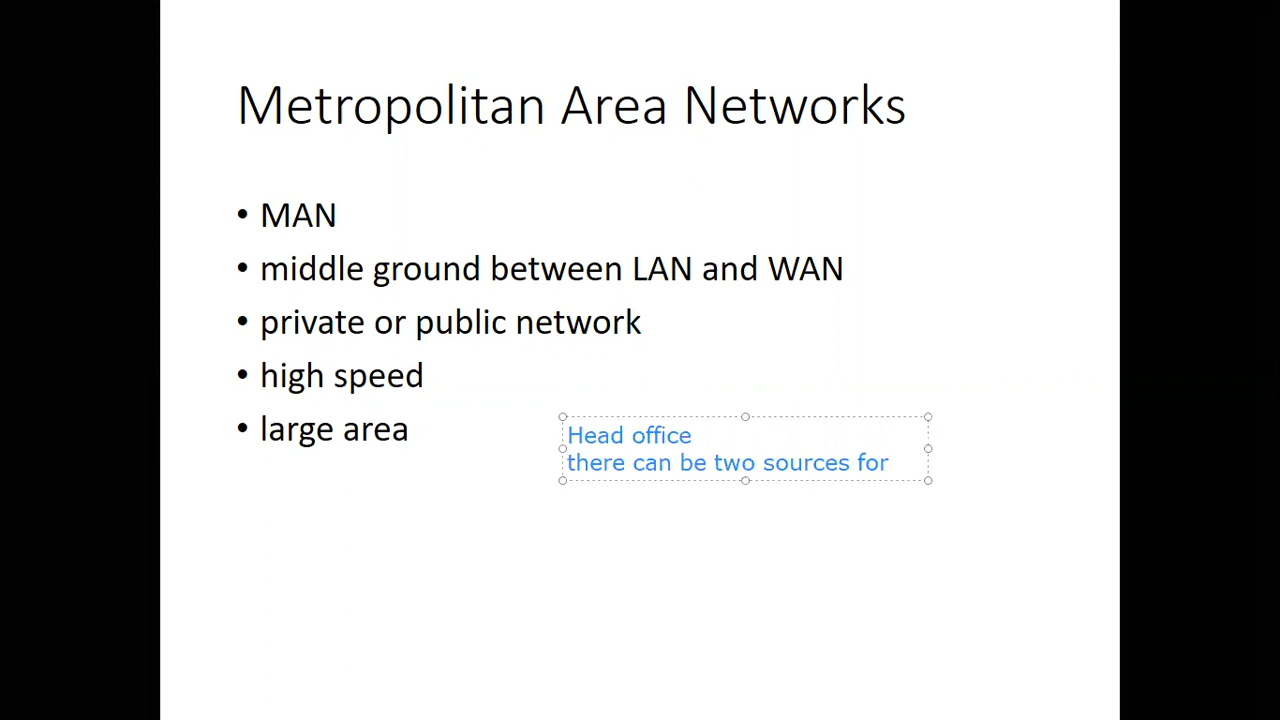 Metropolitan Area Networks
• MAN
• middle ground between LAN and WAN
• private or public network
• high speed
• large area
Head office
there can be two sources for